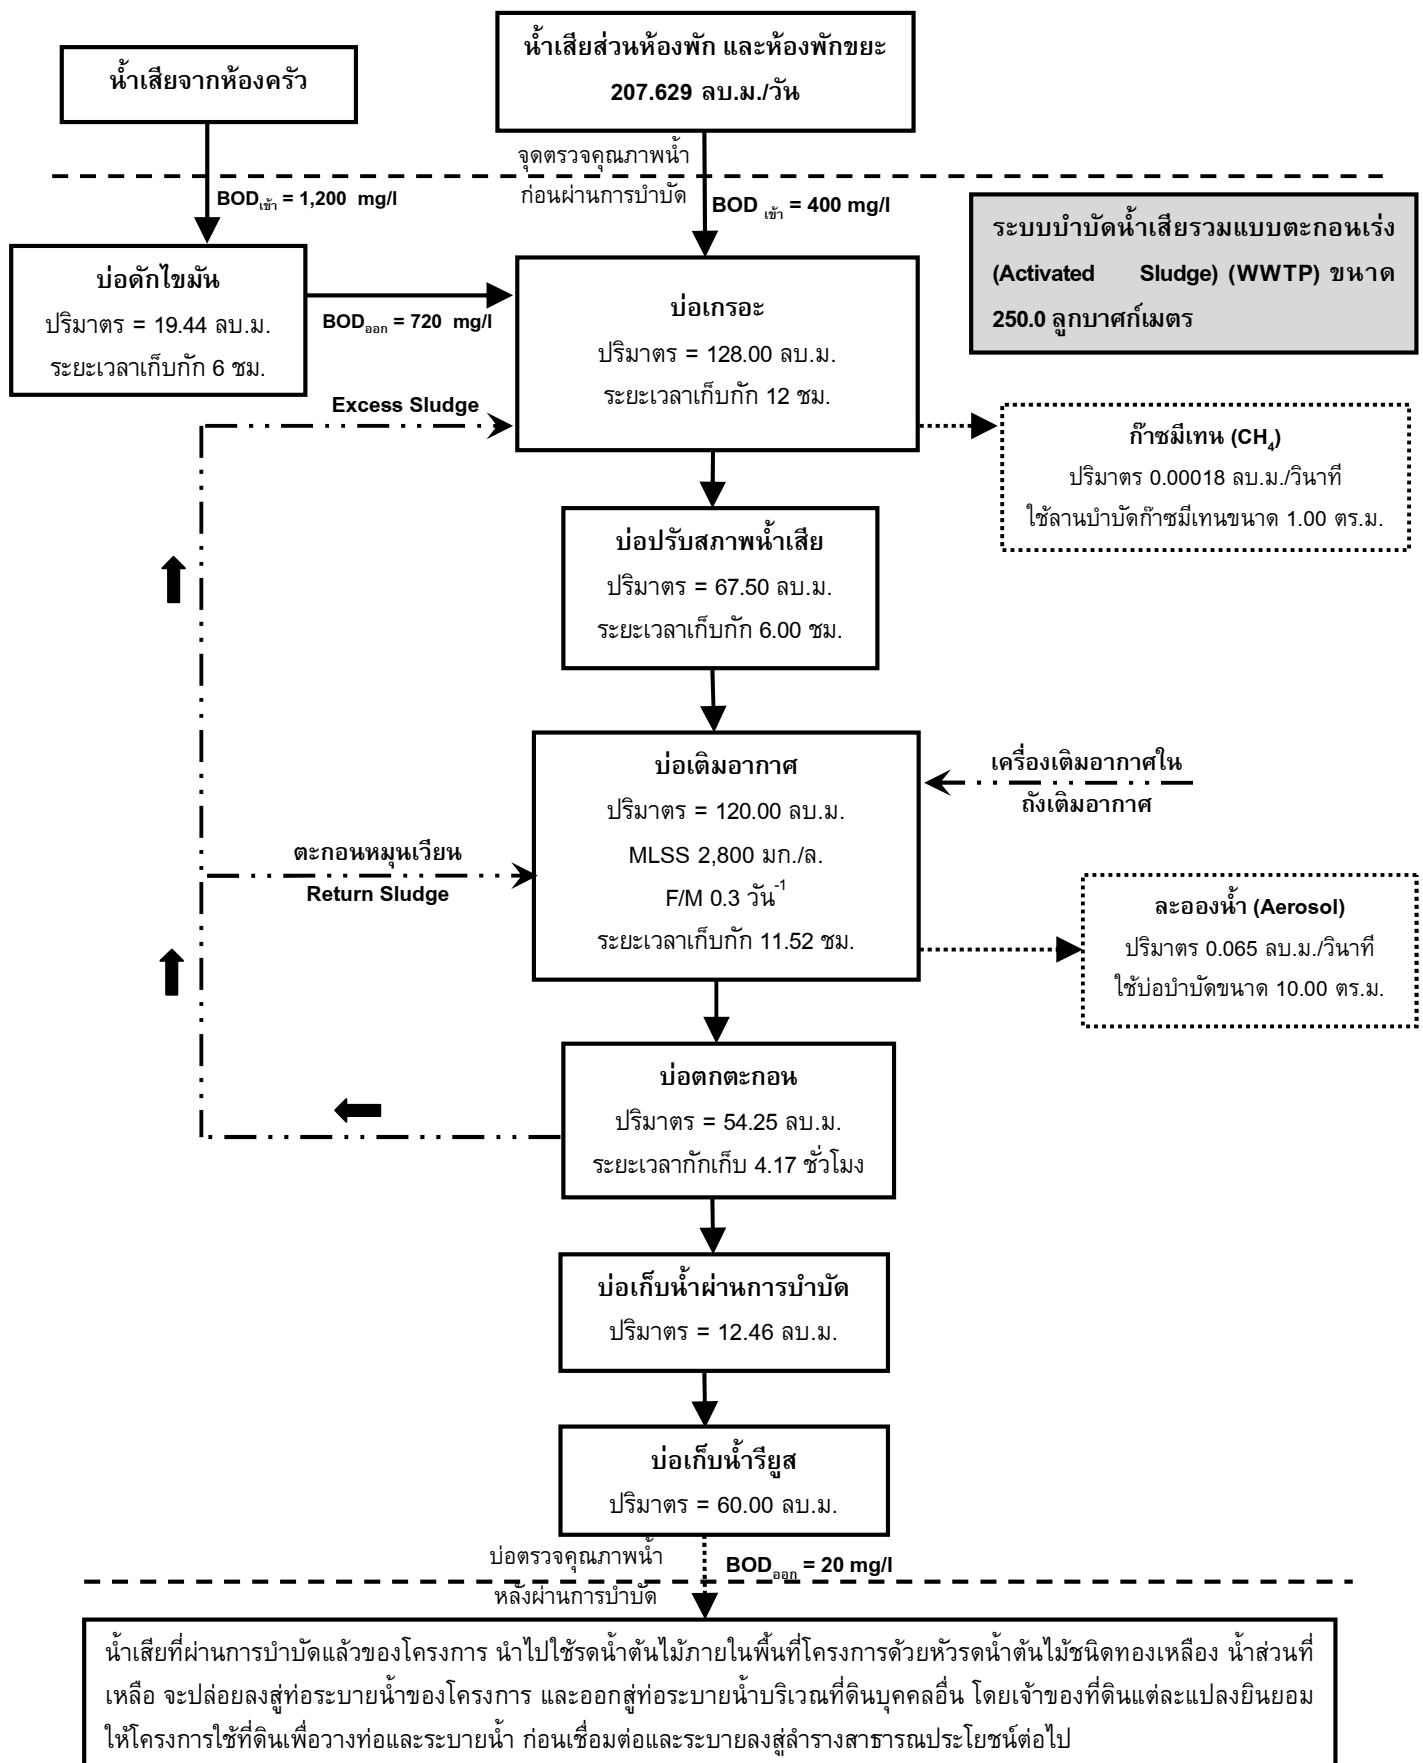 น้ำเสียจากห้องครัว
น้ำเสียส่วนห้องพัก และห้องพักขยะ
207.629 ลบ.ม./วัน
จุดตรวจคุณภาพน้ำ
ก่อนผ่านการบำบัด
BODเข้า = 1,200 mg/l
BOD เข้า = 400 mg/l
ระบบบำบัดน้ำเสียรวมแบบตะกอนเร่ง
(Activated Sludge) (WWTP) ขนาด
250.0 ลูกบาศก์เมตร
บ่อดักไขมัน
ปริมาตร = 19.44 ลบ.ม.
ระยะเวลาเก็บกัก 6 ชม.
BODออก = 720 mg/l
บ่อเกรอะ
ปริมาตร = 128.00 ลบ.ม.
ระยะเวลาเก็บกัก 12 ชม.
Excess Sludge
ก๊าซมีเทน (CH4)
ปริมาตร 0.00018 ลบ.ม./วินาที
ใช้ลานบำบัดก๊าซมีเทนขนาด 1.00 ตร.ม.
บ่อปรับสภาพน้ำเสีย
ปริมาตร = 67.50 ลบ.ม.
ระยะเวลาเก็บกัก 6.00 ชม.
บ่อเติมอากาศ
ปริมาตร = 120.00 ลบ.ม.
MLSS 2,800 มก./ล.
F/M 0.3 วัน-1
ระยะเวลาเก็บกัก 11.52 ชม.
เครื่องเติมอากาศใน
ถังเติมอากาศ
ตะกอนหมุนเวียน
Return Sludge
ละอองน้ำ (Aerosol)
ปริมาตร 0.065 ลบ.ม./วินาที
ใช้บ่อบำบัดขนาด 10.00 ตร.ม.
บ่อตกตะกอน
ปริมาตร = 54.25 ลบ.ม.
ระยะเวลากักเก็บ 4.17 ชั่วโมง
บ่อเก็บน้ำผ่านการบำบัด
ปริมาตร = 12.46 ลบ.ม.
บ่อเก็บน้ำรียูส
ปริมาตร = 60.00 ลบ.ม.
บ่อตรวจคุณภาพน้ำ
หลังผ่านการบำบัด
BODออก = 20 mg/l
น้ำเสียที่ผ่านการบำบัดแล้วของโครงการ นำไปใช้รดน้ำต้นไม้ภายในพื้นที่โครงการด้วยหัวรดน้ำต้นไม้ชนิดทองเหลือง น้ำส่วนที่
เหลือ จะปล่อยลงสู่ท่อระบายน้ำของโครงการ และออกสู่ท่อระบายน้ำบริเวณที่ดินบุคคลอื่น โดยเจ้าของที่ดินแต่ละแปลงยินยอม
ให้โครงการใช้ที่ดินเพื่อวางท่อและระบายน้ำ ก่อนเชื่อมต่อและระบายลงสู่ลำรางสาธารณประโยชน์ต่อไป